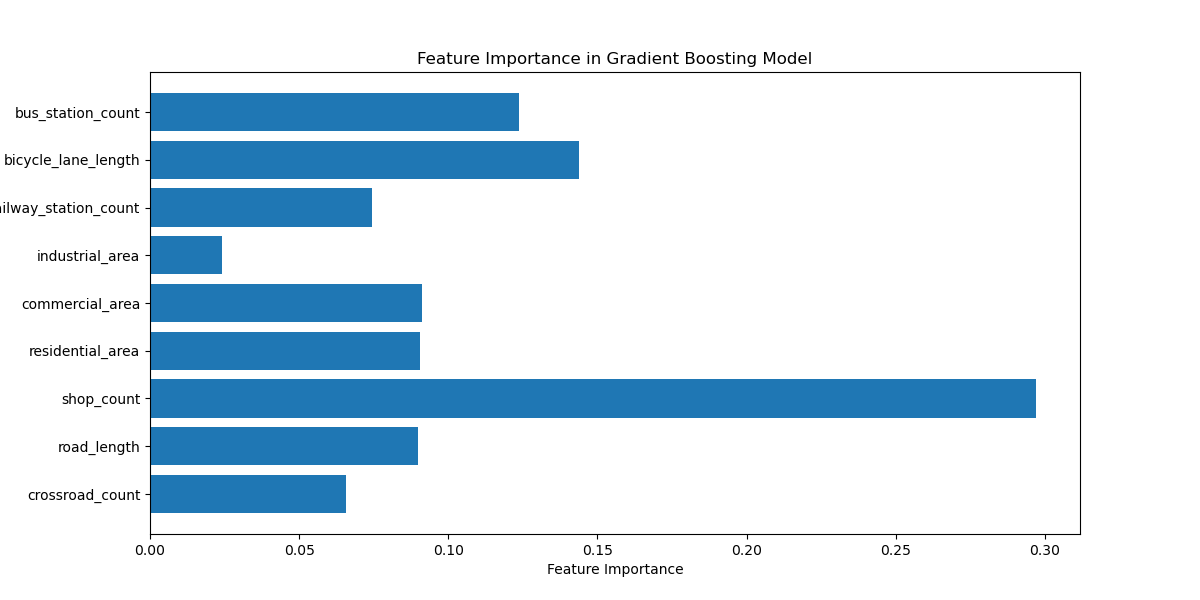 Feature Importance in Gradient Boosting Model
bus_station_count
bicycle_lane_length
ailway_station_count
industrial_area
commercial_area
residential_area
shop_count
road_length
crossroad_count
0.00 0.05 0.10 0.15 0.20 0.25 0.30
Feature Importance